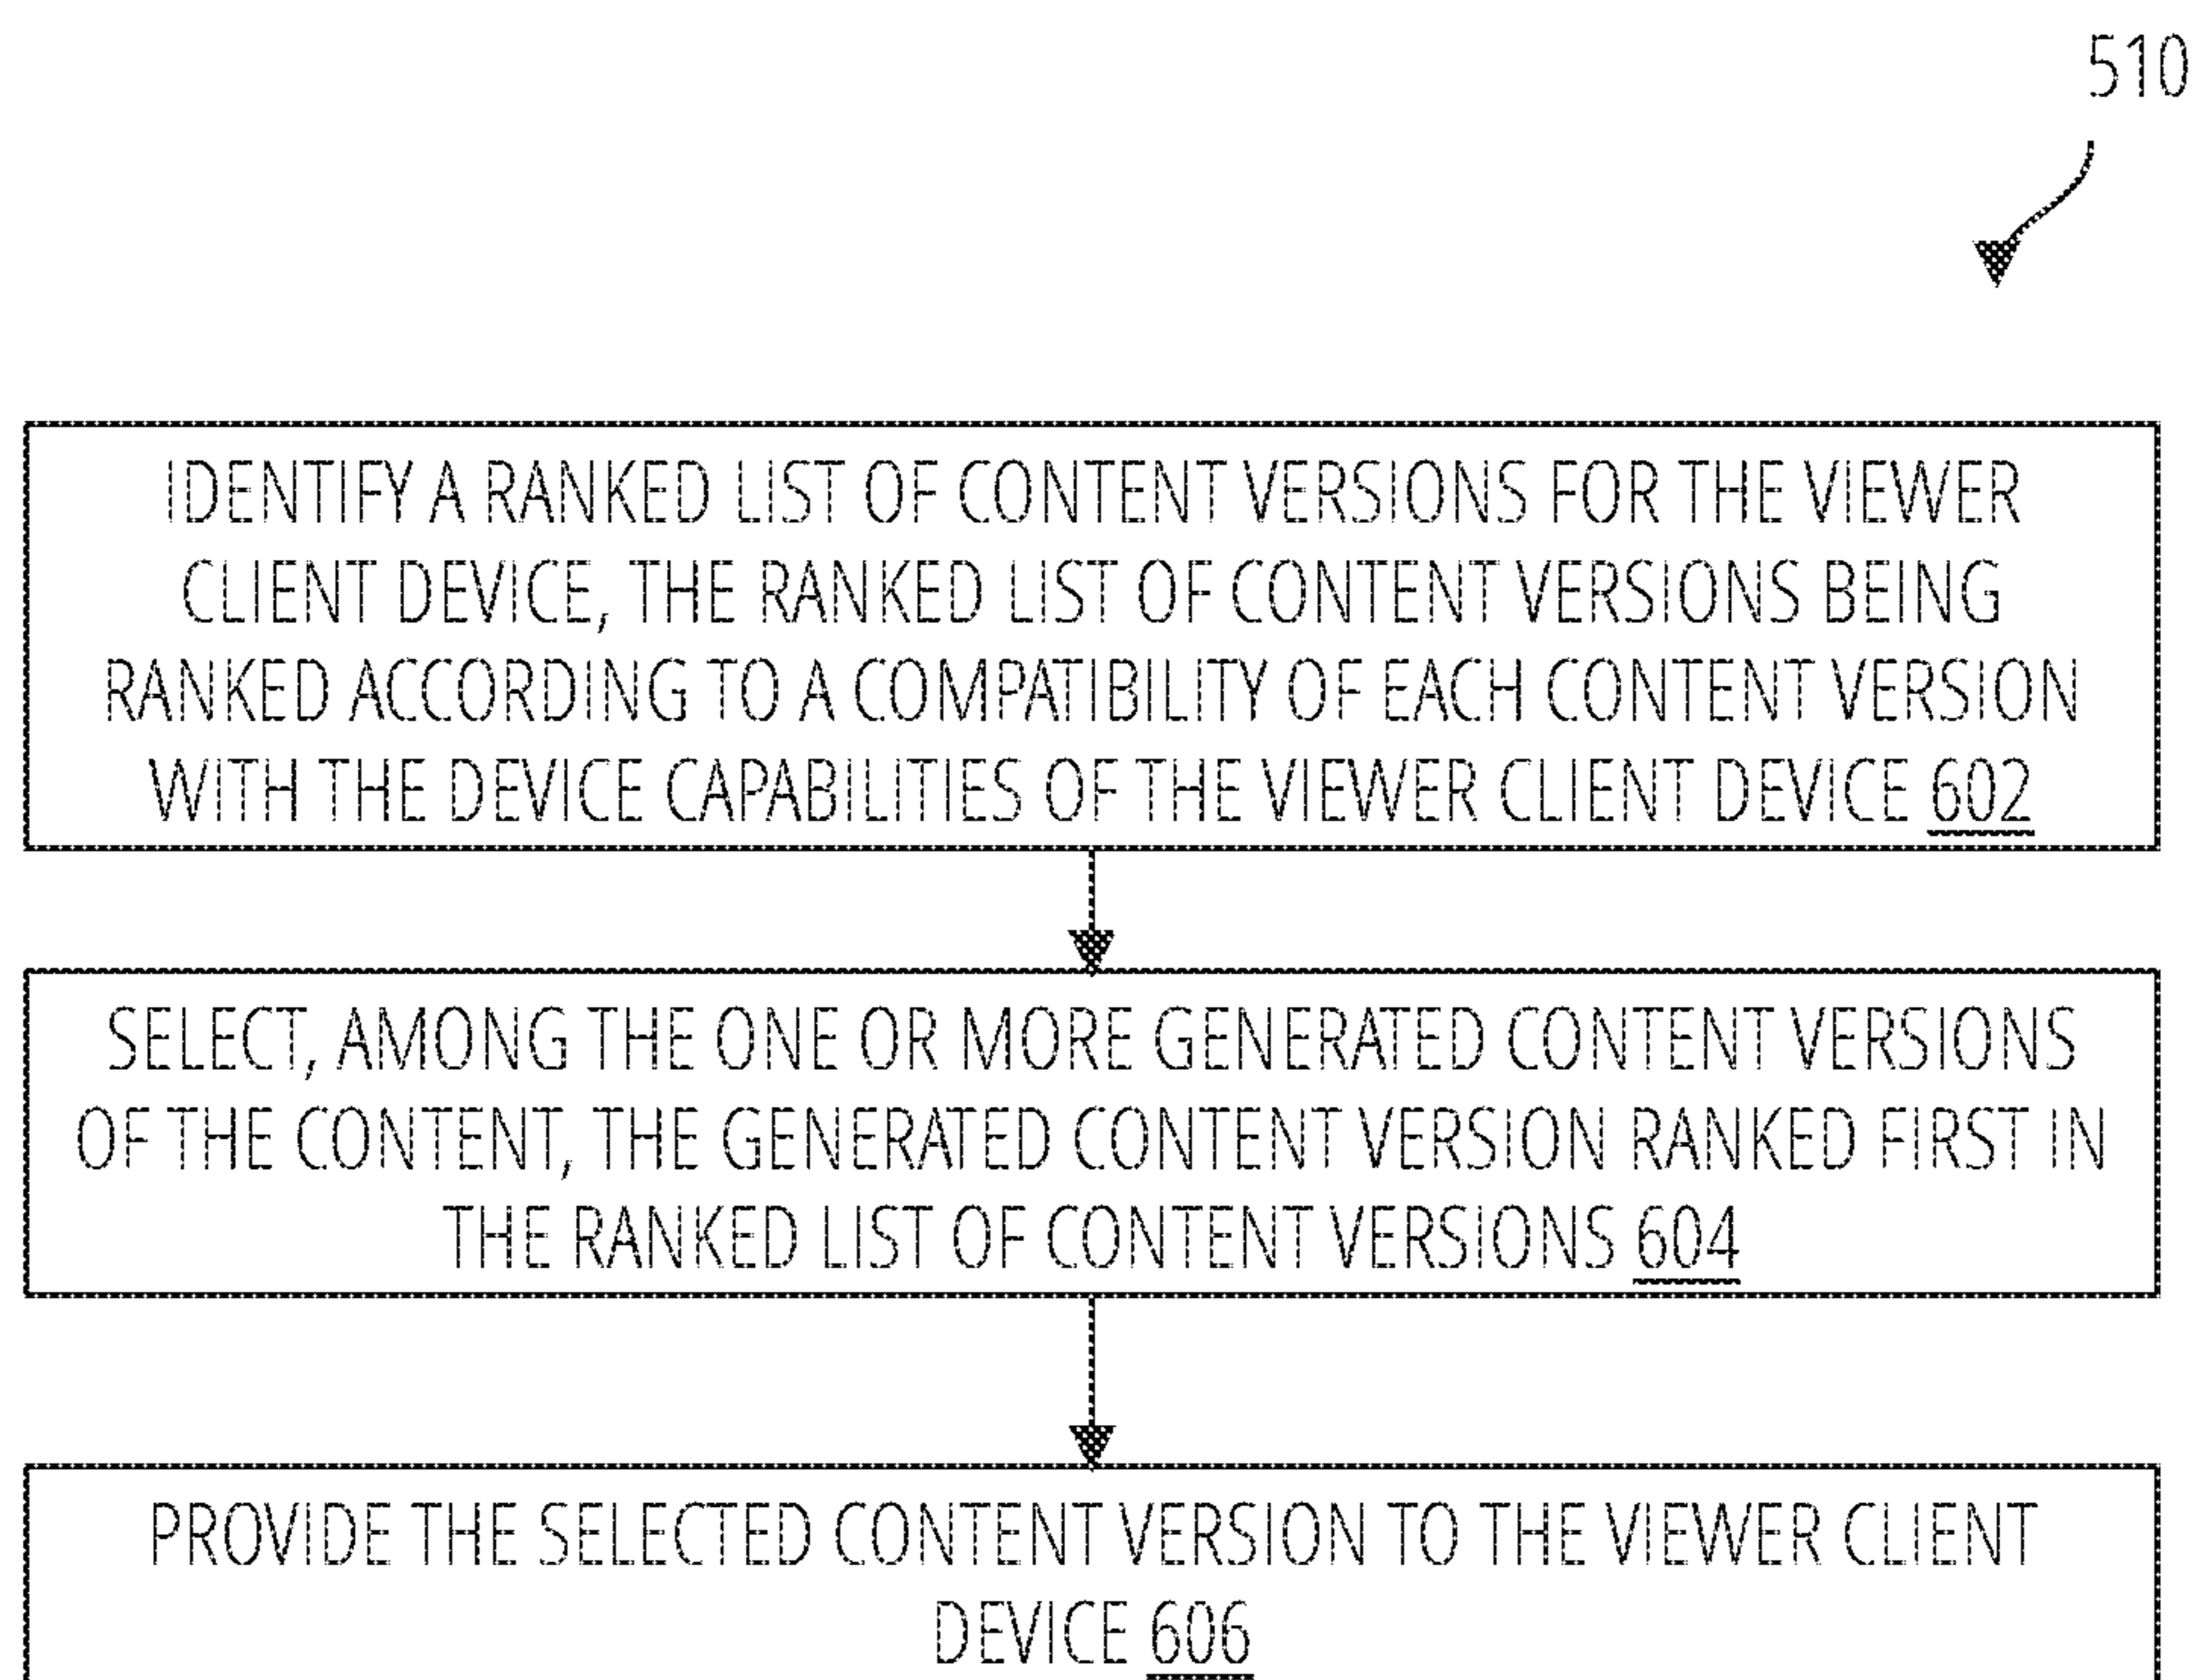 510
IDENTIFY A RANKED LIST OF CONTENT VERSIONS FOR THE VIEWER
CLIENT DEVICE, THE RANKED LIST OF CONTENT VERSIONS BEING
RANKED ACCORDING TO A COMPATIBILITY OF EACH CONTENT VERSION
WITH THE DEVICE CAPABILITIES OF THE VIEWER CLIENT DEVICE 602
SELECT, AMONG THE ONE OR MORE GENERATED CONTENT VERSIONS
OF THE CONTENT, THE GENERATED CONTENT VERSION RANKED FIRST IN
THE RANKED LIST OF CONTENT VERSIONS 604
PROVIDE THE SELECTED CONTENT VERSION TO THE VIEWER CLIENT
DEVICE 606